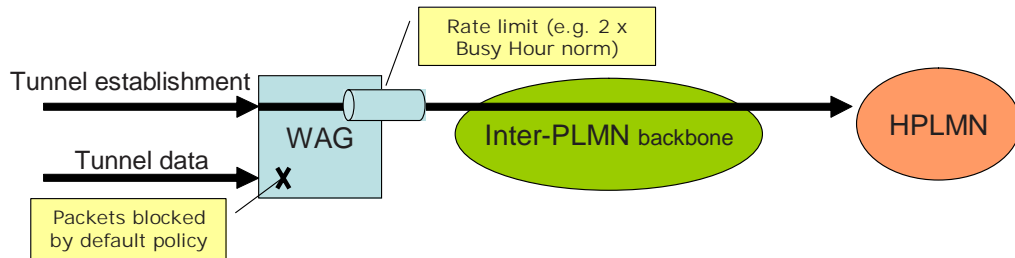 Rate limit (e.g. 2 x
Busy Hour norm)
Tunnel establishment
WAG
Inter-PLMN backbone
HPLMN
Tunnel data
Packets blocked
by default policy